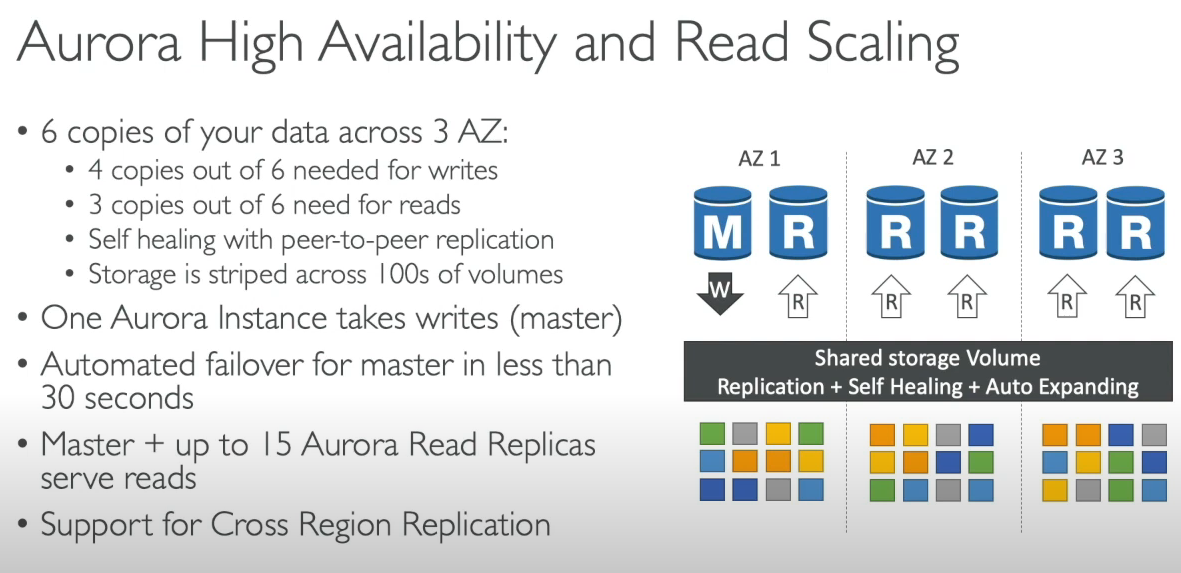 Aurora High Availability and Read Scaling
• 6 copies of your data across 3 AZ:
• 4 copies out of 6 needed for writes
• 3 copies out of 6 need for reads
• Self healing with peer-to-peer replication
• Storage is striped across 100s of volumes
• One Aurora Instance takes writes (master)
• Automated failover for master in less than
30 seconds
• Master + up to 15 Aurora Read Replicas
serve reads
• Support for Cross Region Replication
AZ 1 AZ 2 AZ 3
M R R R R R
W R R R R R
Shared storage Volume
Replication + Self Healing + Auto Expanding